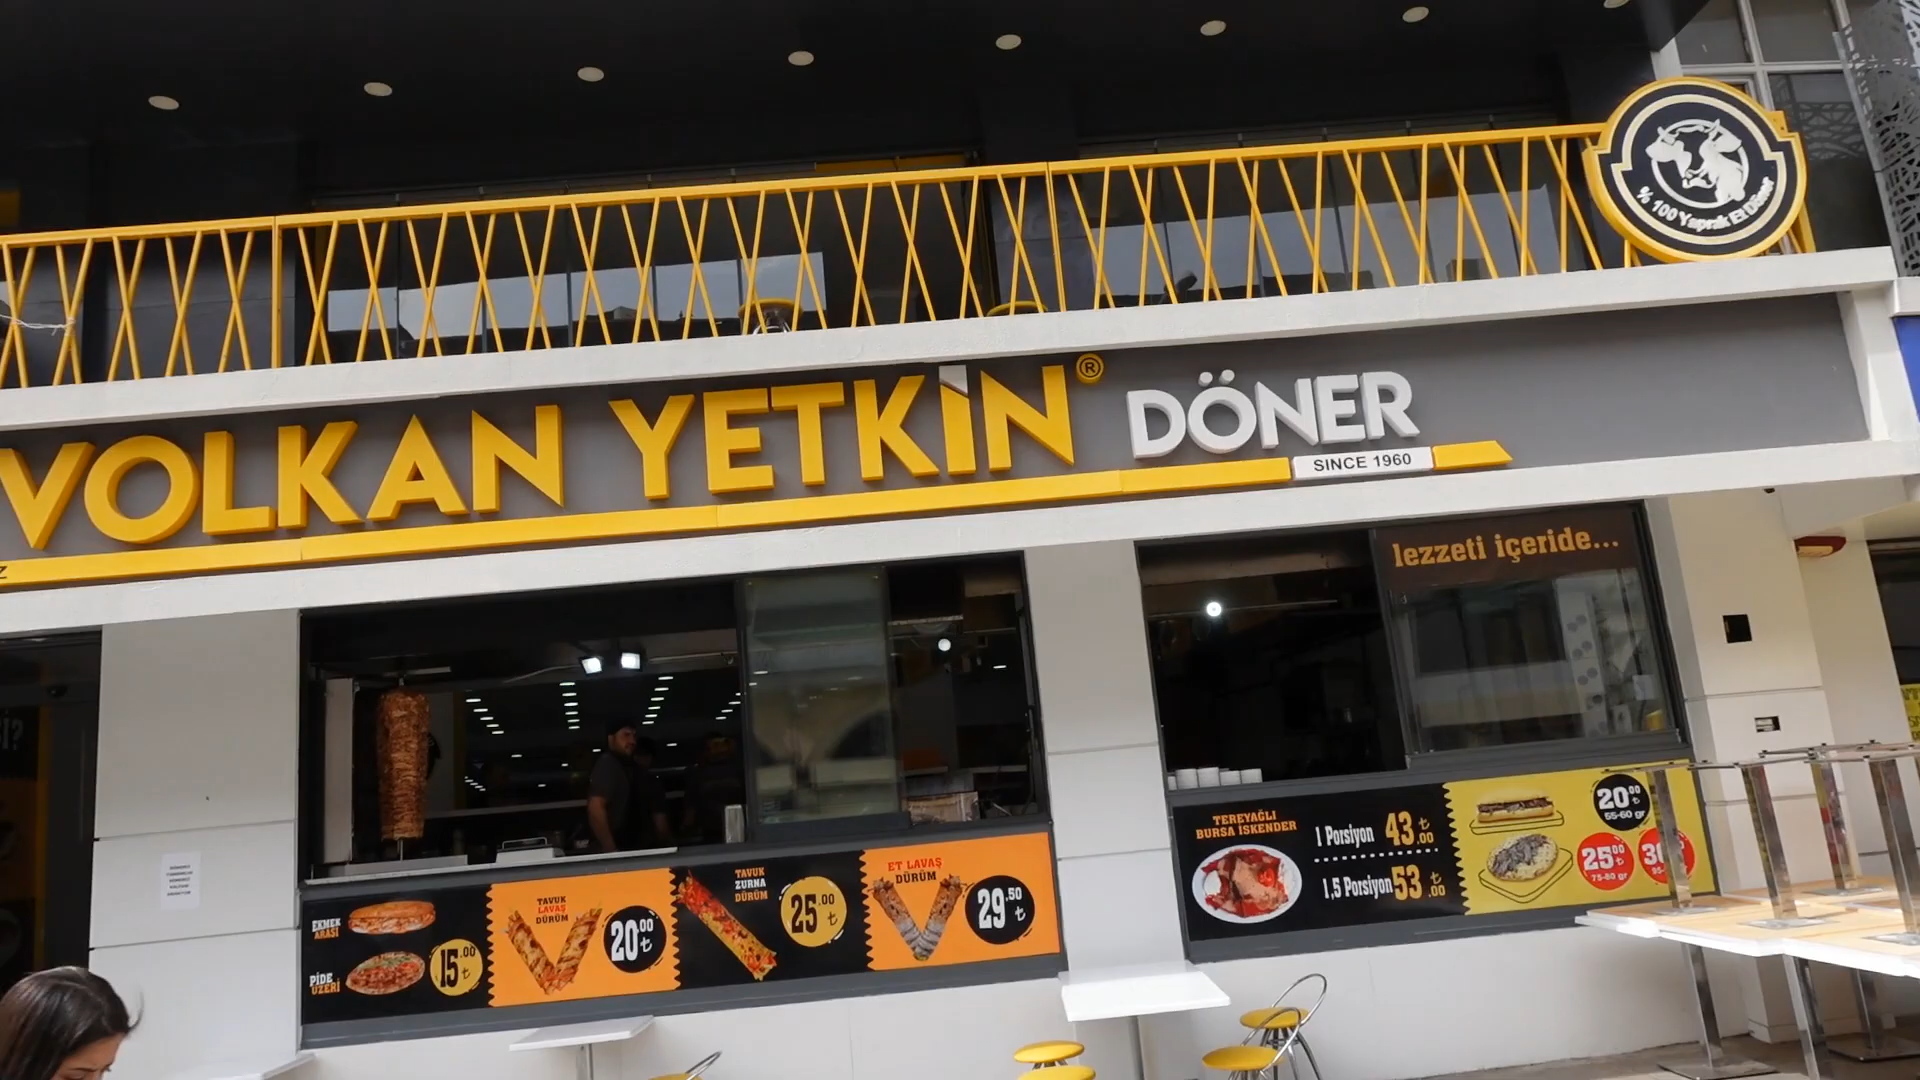 % 100 Yaprak Et Döner
VOLKAN YETKİN® DÖNER
SINCE 1960
lezzeti içeride...
EKMEK
ARASI
PİDE
ÜZERİ
15.00 ₺
TAVUK
LAVAŞ
DÜRÜM
20.00 ₺
TAVUK
ZURNA
DÜRÜM
25.00 ₺
ET LAVAŞ
DÜRÜM
29.50 ₺
TEREYAĞLI
BURSA İSKENDER
1 Porsiyon 43.00 ₺
1,5 Porsiyon 53.00 ₺
20.00 ₺
55-60 gr
25.00 ₺
75-80 gr